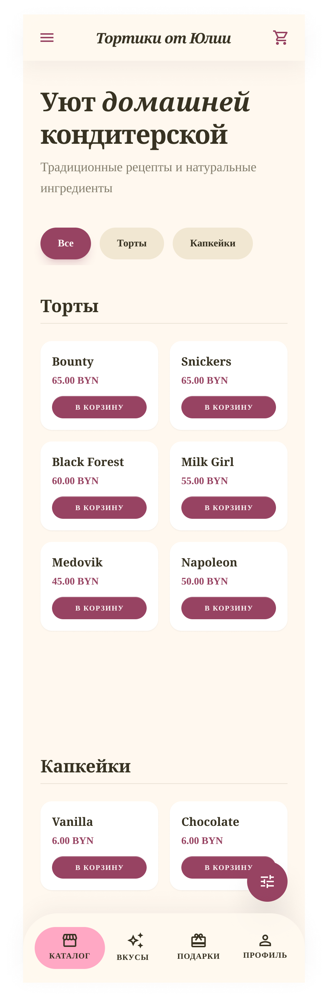 Тортики от Юлии
Уют домашней
кондитерской
Традиционные рецепты и натуральные
ингредиенты
Все
Торты
Капкейки
Торты
Bounty
65.00 BYN
В КОРЗИНУ
Snickers
65.00 BYN
В КОРЗИНУ
Black Forest
60.00 BYN
В КОРЗИНУ
Milk Girl
55.00 BYN
В КОРЗИНУ
Medovik
45.00 BYN
В КОРЗИНУ
Napoleon
50.00 BYN
В КОРЗИНУ
Капкейки
Vanilla
6.00 BYN
В КОРЗИНУ
Chocolate
6.00 BYN
В КОРЗИНУ
КАТАЛОГ
ВКУСЫ
ПОДАРКИ
ПРОФИЛЬ